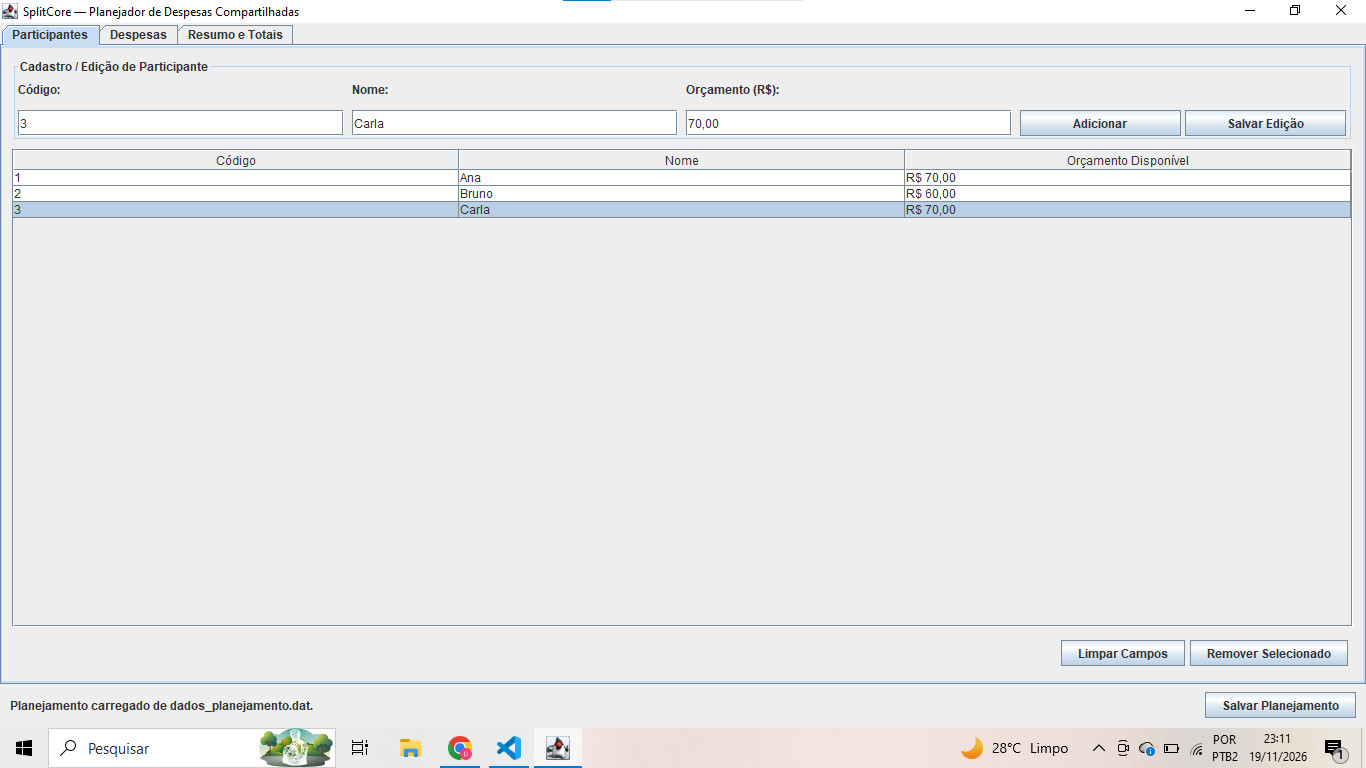 SplitCore — Planejador de Despesas Compartilhadas
Participantes Despesas Resumo e Totais
Cadastro / Edição de Participante
Código: Nome: Orçamento (R$):
3 Carla 70,00 Adicionar Salvar Edição
Código Nome Orçamento Disponível
1 Ana R$ 70,00
2 Bruno R$ 60,00
3 Carla R$ 70,00
Limpar Campos Remover Selecionado
Planejamento carregado de dados_planejamento.dat. Salvar Planejamento
Pesquisar 28°C Limpo POR 23:11
PTB2 19/11/2026 1